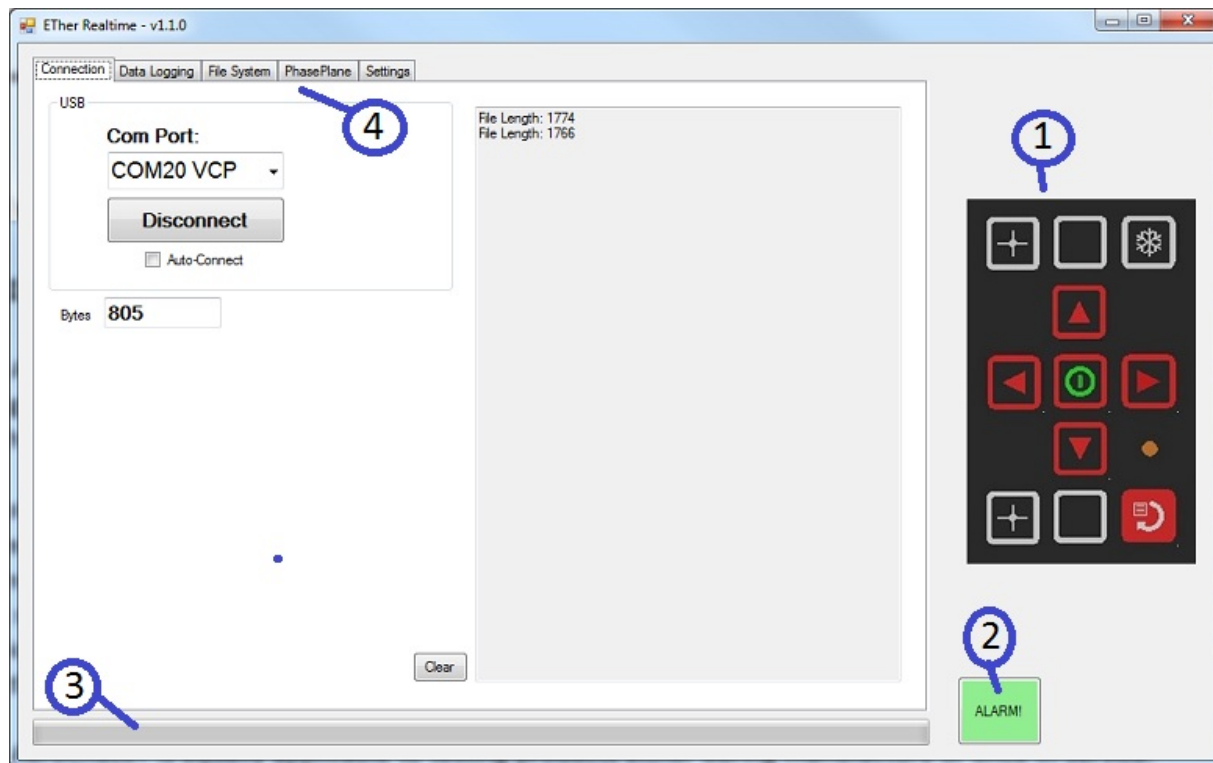 ETher Realtime - v1.1.0
Connection Data Logging File System PhasePlane Settings
USB
Com Port:
COM20 VCP
Disconnect
Auto-Connect
Bytes 805
File Length: 1774
File Length: 1766
Clear
ALARM!
1
2
3
4